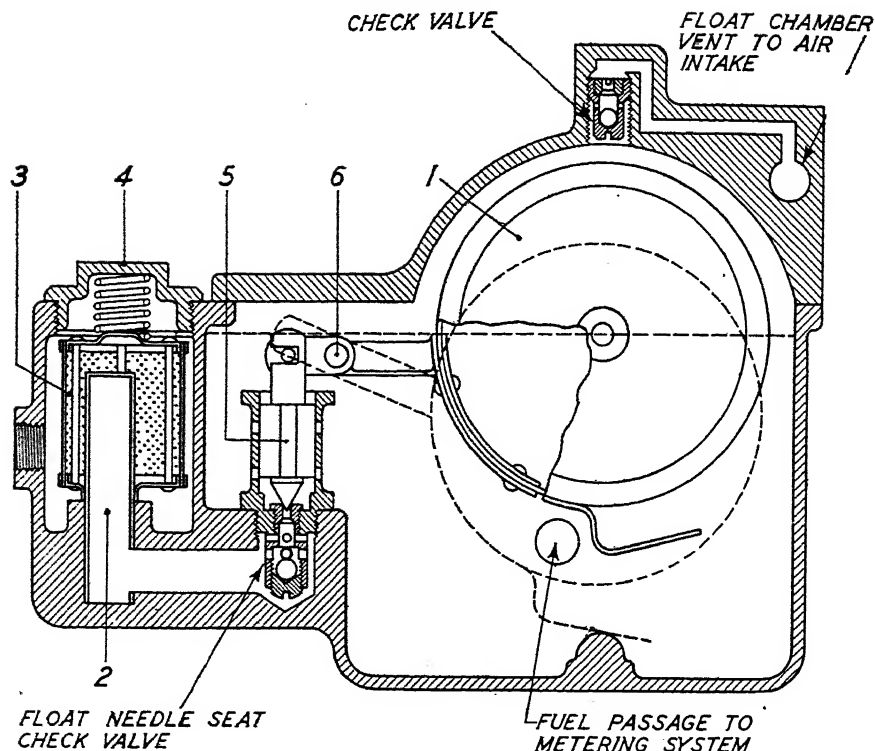 CHECK VALVE
FLOAT CHAMBER
VENT TO AIR
INTAKE
3
4
5
6
1
2
FLOAT NEEDLE SEAT
CHECK VALVE
FUEL PASSAGE TO
METERING SYSTEM